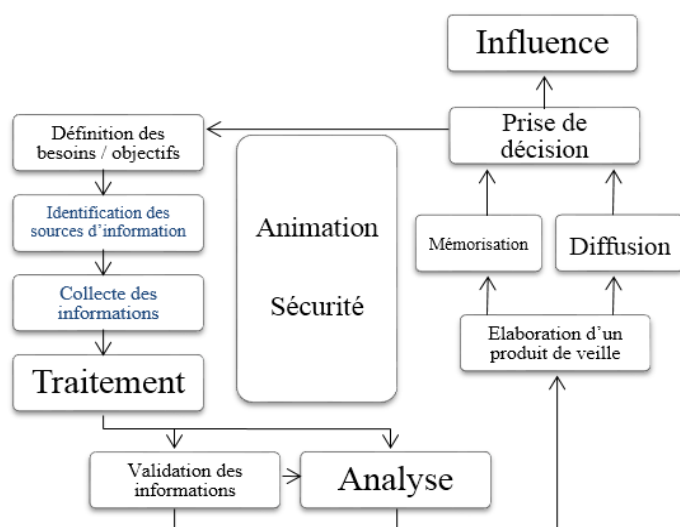 Influence
Prise de
décision
Définition des
besoins / objectifs
Identification des
sources d’information
Collecte des
informations
Traitement
Animation
Sécurité
Mémorisation
Diffusion
Elaboration d’un
produit de veille
Validation des
informations
Analyse